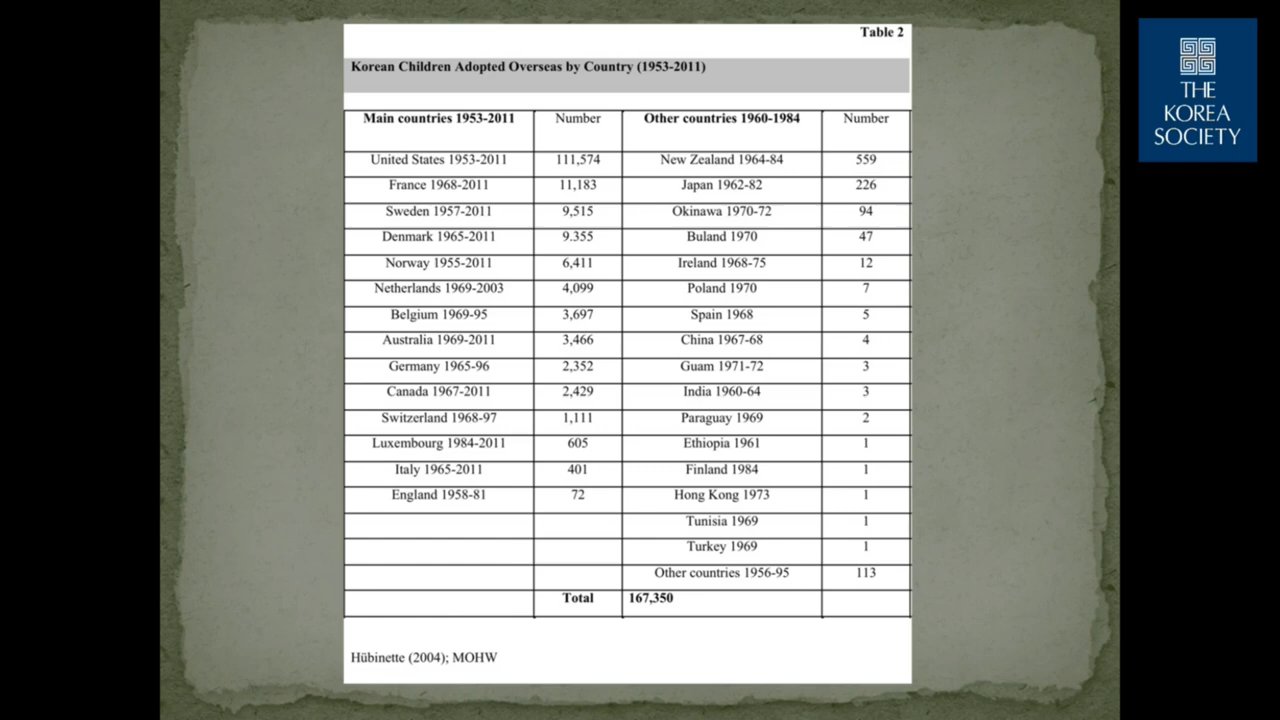 Table 2
Korean Children Adopted Overseas by Country (1953-2011)
Main countries 1953-2011 Number Other countries 1960-1984 Number
United States 1953-2011 111,574 New Zealand 1964-84 559
France 1968-2011 11,183 Japan 1962-82 226
Sweden 1957-2011 9,515 Okinawa 1970-72 94
Denmark 1965-2011 9.355 Buland 1970 47
Norway 1955-2011 6,411 Ireland 1968-75 12
Netherlands 1969-2003 4,099 Poland 1970 7
Belgium 1969-95 3,697 Spain 1968 5
Australia 1969-2011 3,466 China 1967-68 4
Germany 1965-96 2,352 Guam 1971-72 3
Canada 1967-2011 2,429 India 1960-64 3
Switzerland 1968-97 1,111 Paraguay 1969 2
Luxembourg 1984-2011 605 Ethiopia 1961 1
Italy 1965-2011 401 Finland 1984 1
England 1958-81 72 Hong Kong 1973 1
Tunisia 1969 1
Turkey 1969 1
Other countries 1956-95 113
Total 167,350
Hübinette (2004); MOHW
THE
KOREA
SOCIETY